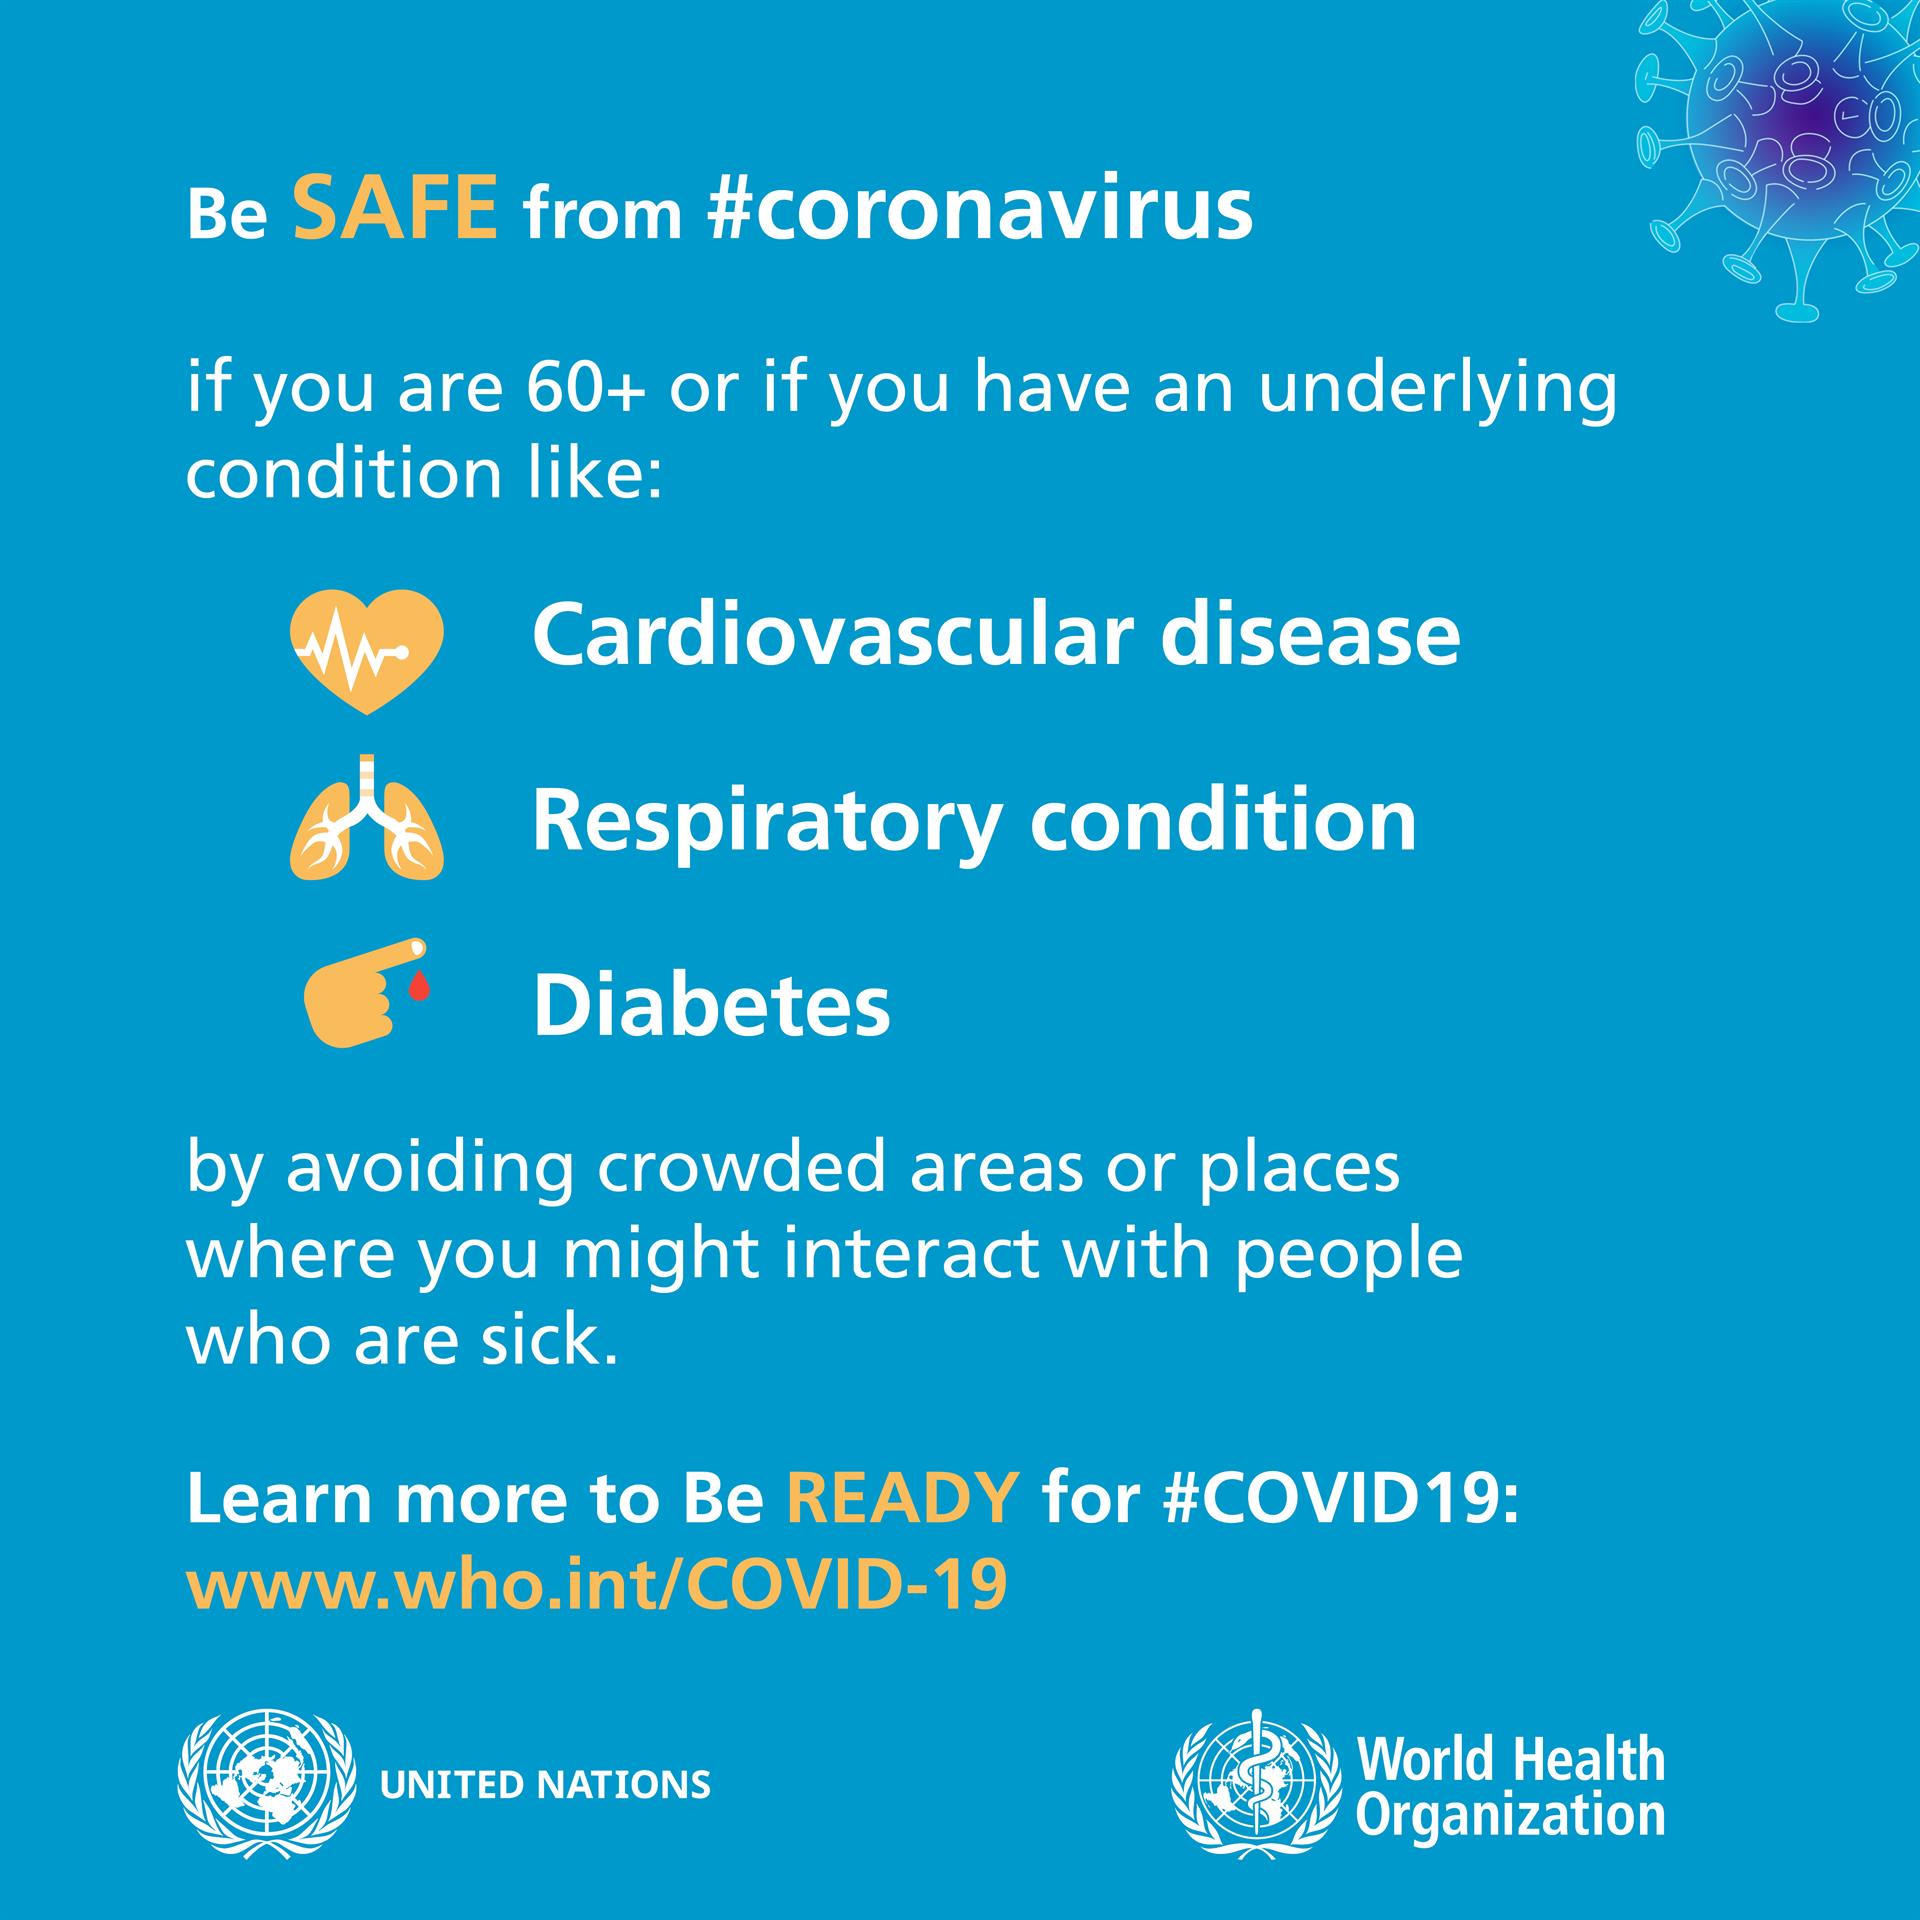 Be SAFE from #coronavirus
if you are 60+ or if you have an underlying
condition like:
Cardiovascular disease
Respiratory condition
Diabetes
by avoiding crowded areas or places
where you might interact with people
who are sick.
Learn more to Be READY for #COVID19:
www.who.int/COVID-19
UNITED NATIONS
World Health
Organization